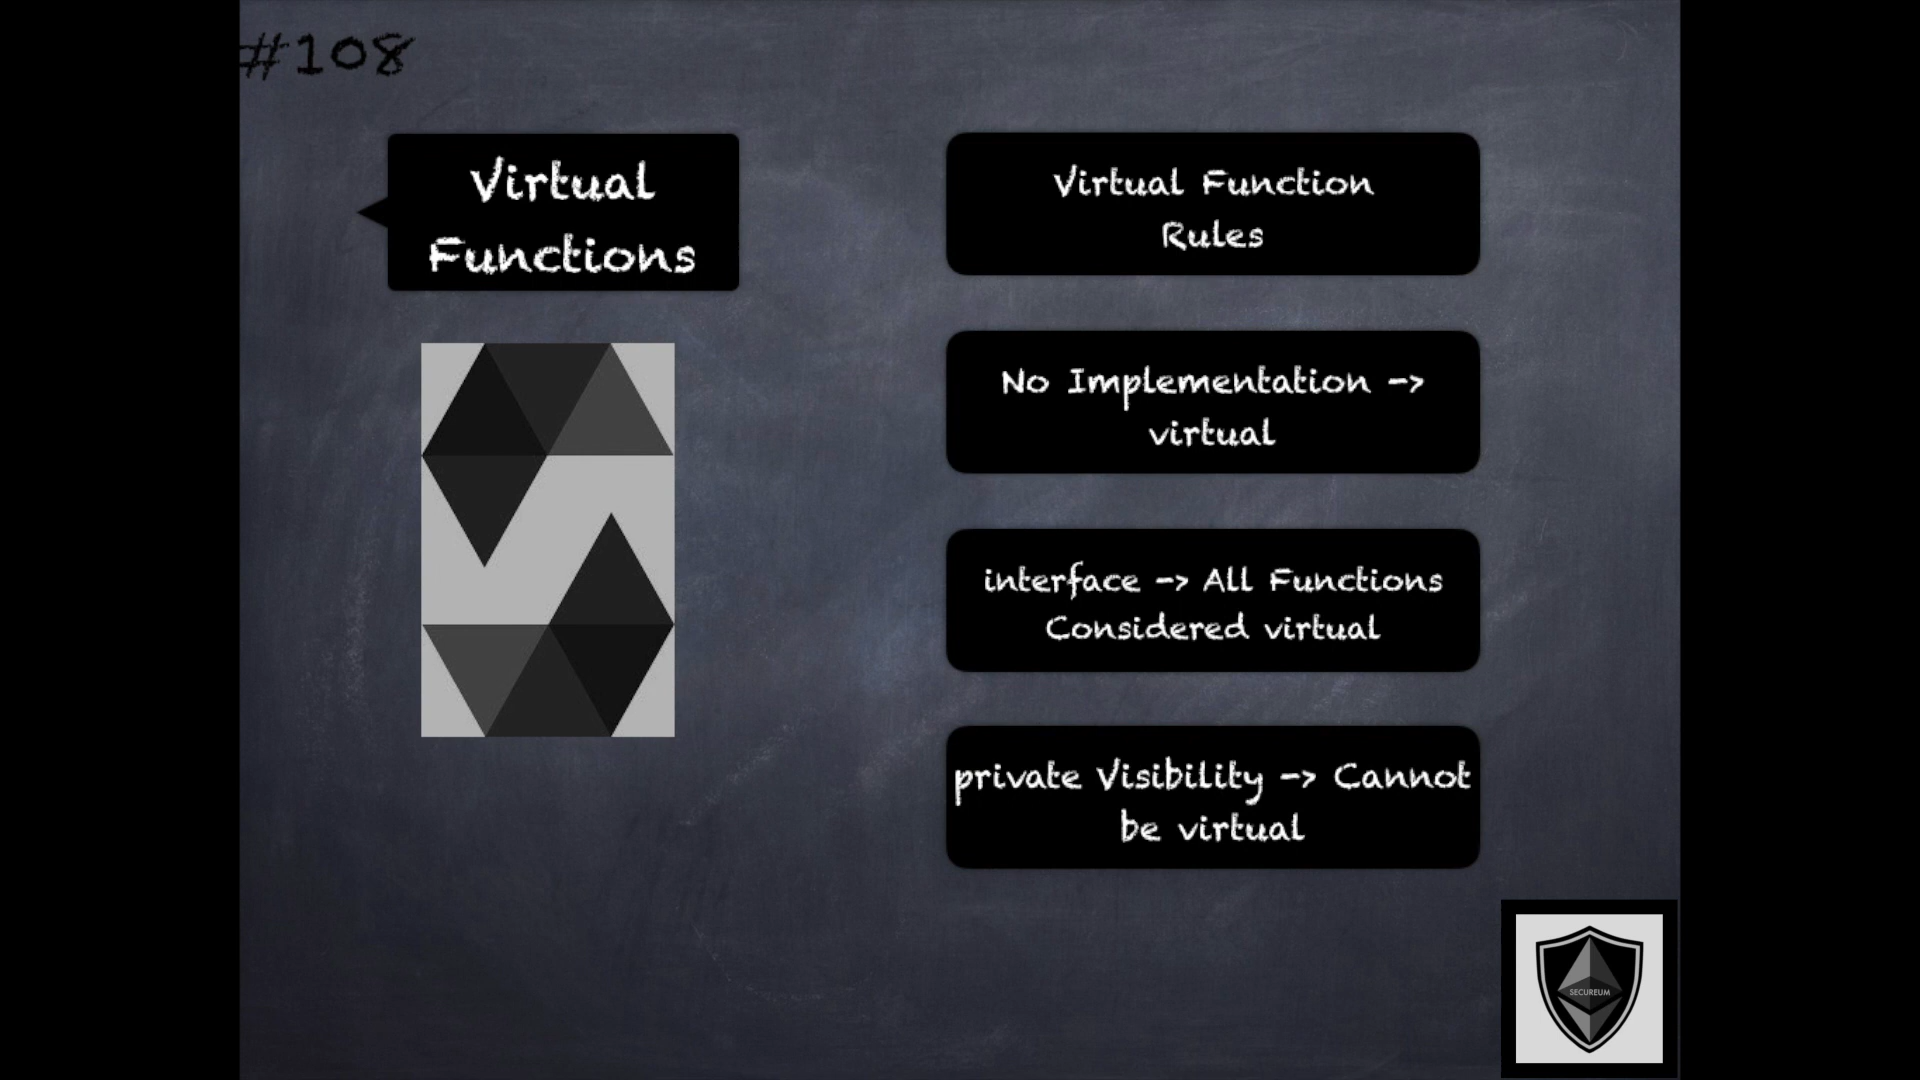 #108
Virtual
Functions
Virtual Function
Rules
No Implementation ->
virtual
interface -> All Functions
Considered virtual
private Visibility -> Cannot
be virtual
SECUREUM